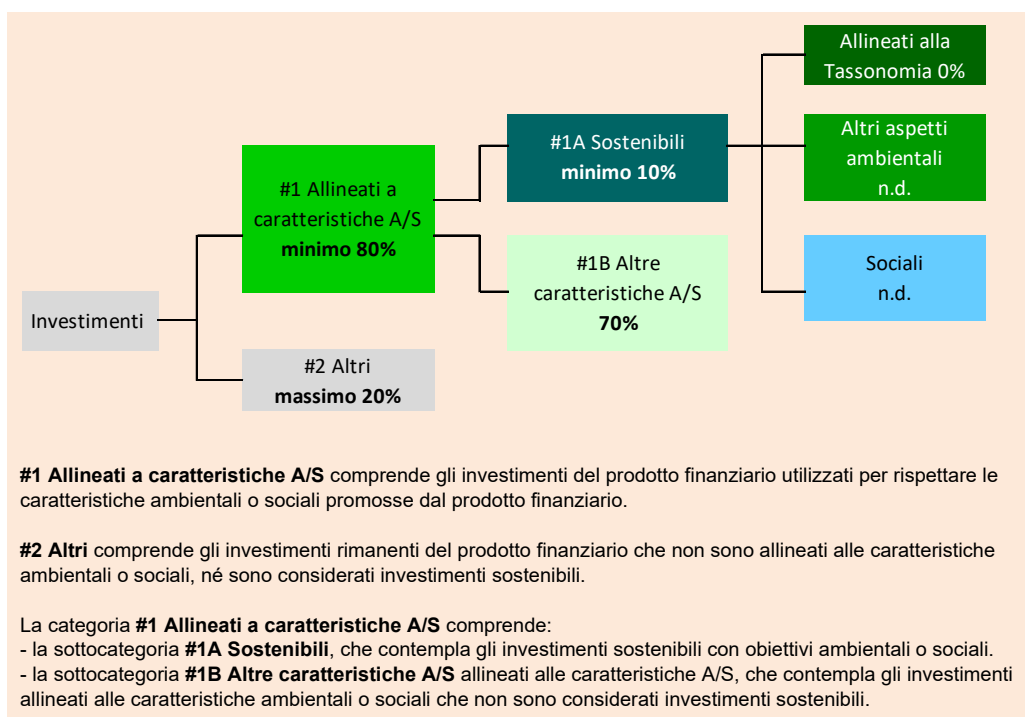 Investimenti
#1 Allineati a
caratteristiche A/S
minimo 80%
#2 Altri
massimo 20%
#1A Sostenibili
minimo 10%
#1B Altre
caratteristiche A/S
70%
Allineati alla
Tassonomia 0%
Altri aspetti
ambientali
n.d.
Sociali
n.d.
#1 Allineati a caratteristiche A/S comprende gli investimenti del prodotto finanziario utilizzati per rispettare le
caratteristiche ambientali o sociali promosse dal prodotto finanziario.
#2 Altri comprende gli investimenti rimanenti del prodotto finanziario che non sono allineati alle caratteristiche
ambientali o sociali, né sono considerati investimenti sostenibili.
La categoria #1 Allineati a caratteristiche A/S comprende:
- la sottocategoria #1A Sostenibili, che contempla gli investimenti sostenibili con obiettivi ambientali o sociali.
- la sottocategoria #1B Altre caratteristiche A/S allineati alle caratteristiche A/S, che contempla gli investimenti
allineati alle caratteristiche ambientali o sociali che non sono considerati investimenti sostenibili.